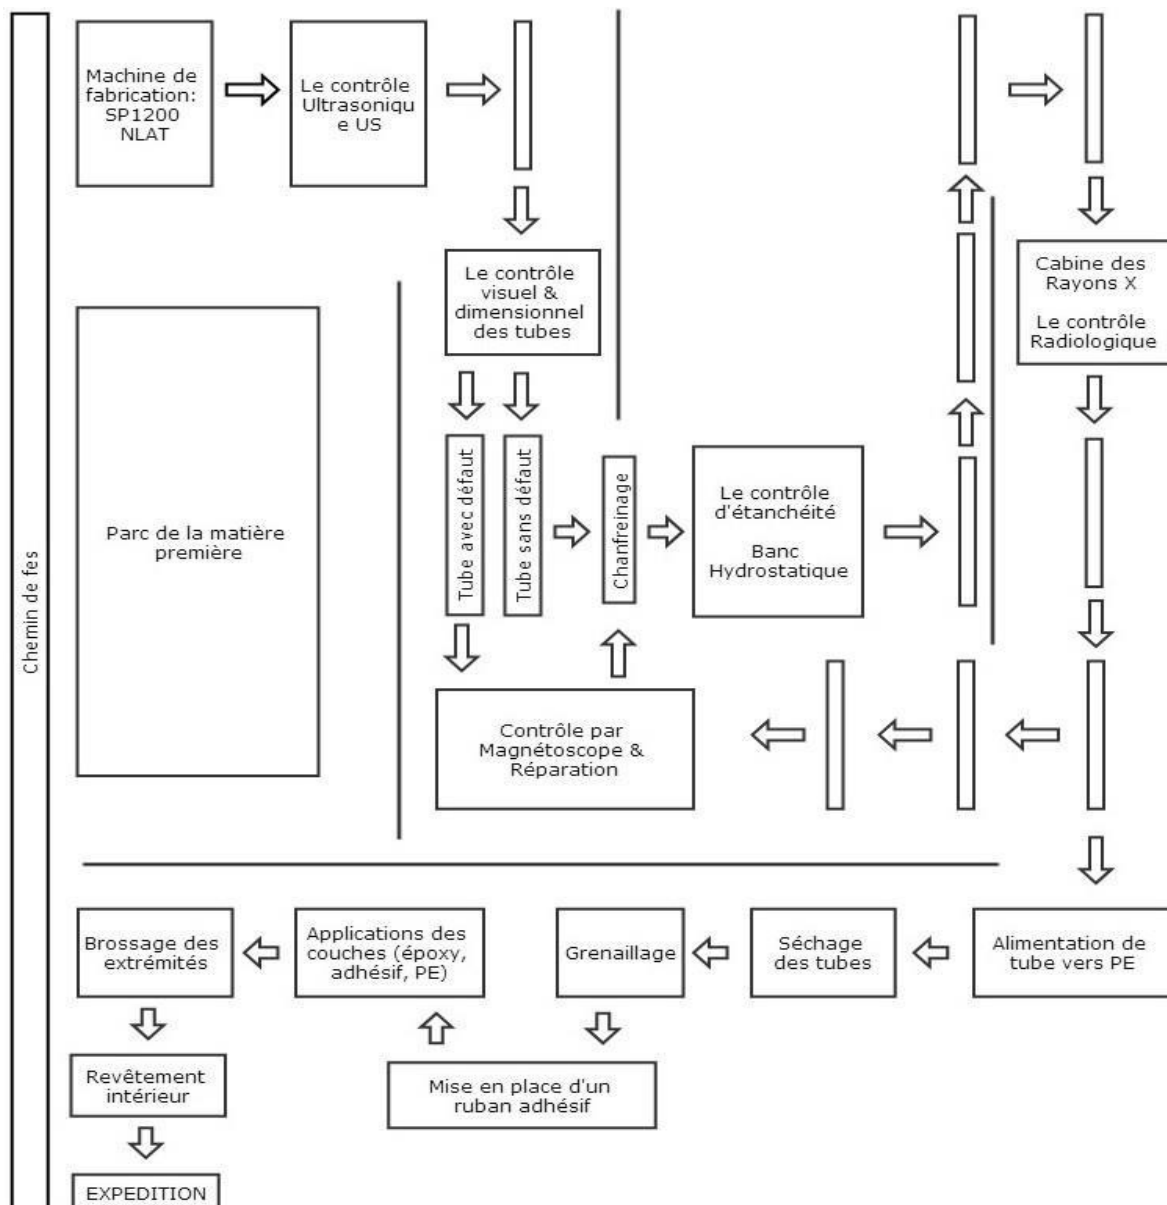 Machine de
fabrication:
SP1200
NLAT
Le contrôle
Ultrasoniqu
e US
Le contrôle
visuel &
dimensionnel
des tubes
Cabine des
Rayons X
Le contrôle
Radiologique
Parc de la matière
première
Tube avec défaut
Tube sans défaut
Chanfreinage
Le contrôle
d'étanchéité
Banc
Hydrostatique
Chemin de fes
Contrôle par
Magnétoscope &
Réparation
Brossage des
extrémités
Applications des
couches (époxy,
adhésif, PE)
Grenaillage
Séchage
des tubes
Alimentation de
tube vers PE
Revêtement
intérieur
Mise en place d'un
ruban adhésif
EXPEDITION